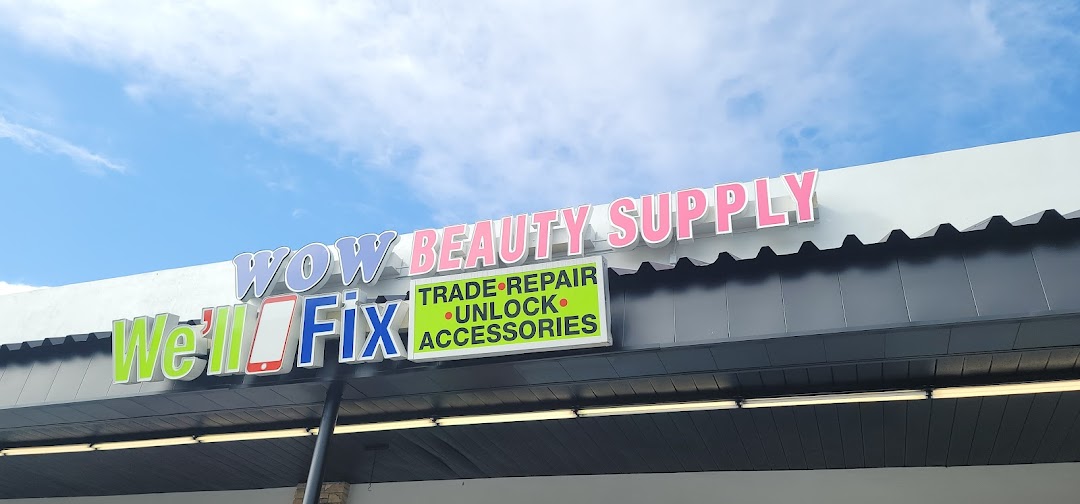 WOW BEAUTY SUPPLY
We'll Fix
TRADE•REPAIR
•UNLOCK•
ACCESSORIES